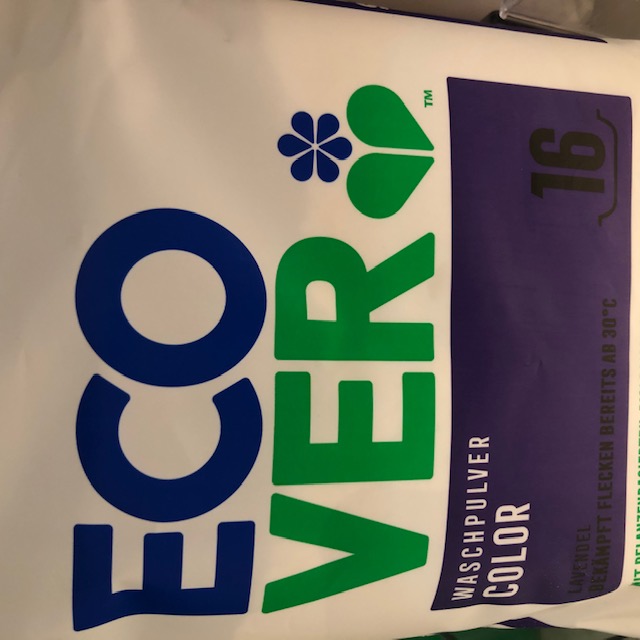 ECO
VER
TM
16
WASCHPULVER
COLOR
LAVENDEL
BEKÄMPFT FLECKEN BEREITS AB 30°C